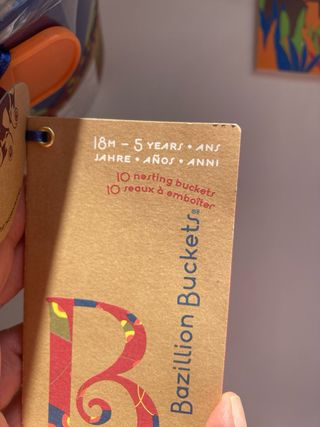 18M – 5 YEARS • ANS
JAHRE • AÑOS • ANNI
10 nesting buckets
10 seaux à emboîter
Bazillion Buckets®
B